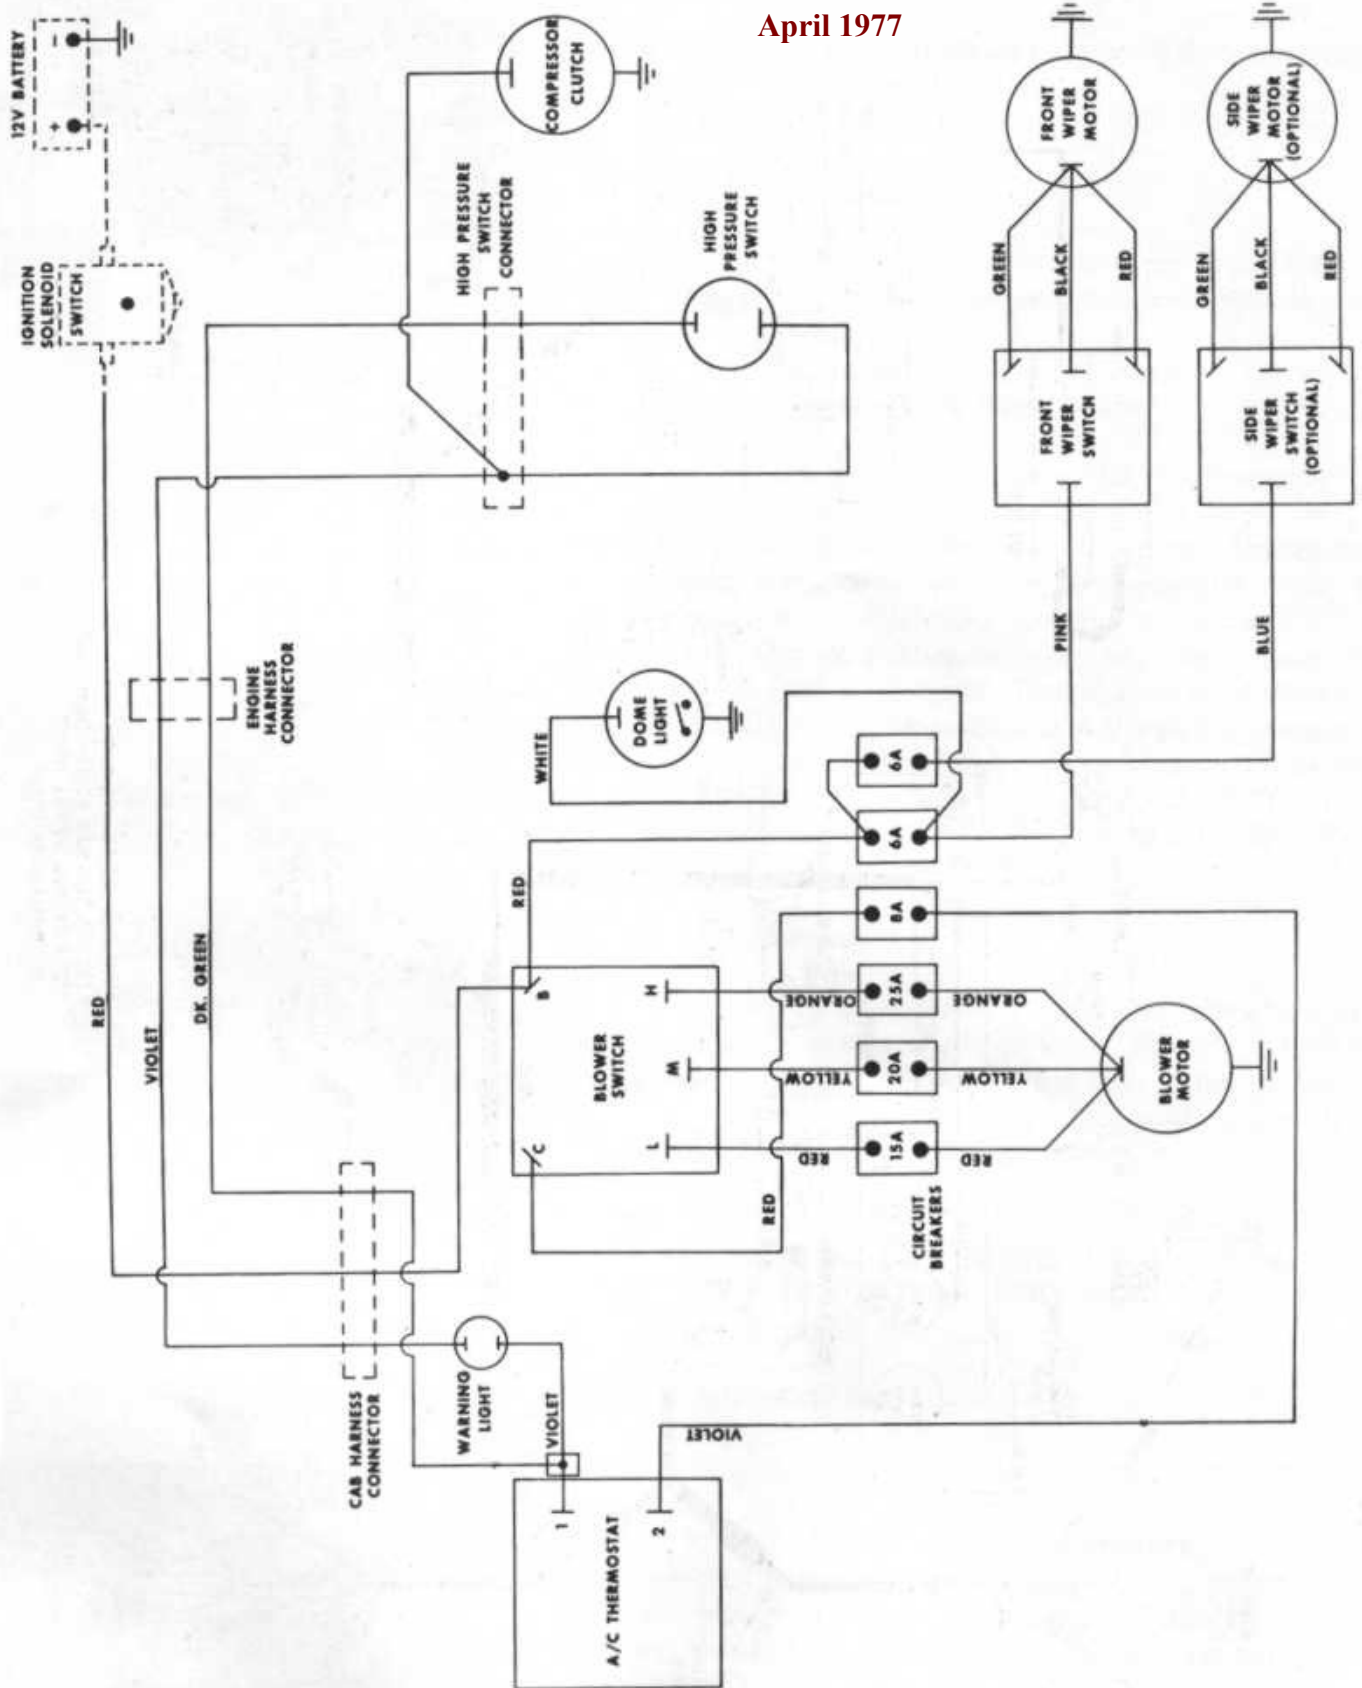 April 1977
12V BATTERY
−
+
IGNITION
SOLENOID
SWITCH
COMPRESSOR
CLUTCH
HIGH PRESSURE
SWITCH
CONNECTOR
HIGH
PRESSURE
SWITCH
FRONT
WIPER
MOTOR
SIDE
WIPER
MOTOR
(OPTIONAL)
GREEN
BLACK
RED
GREEN
BLACK
RED
FRONT
WIPER
SWITCH
SIDE
WIPER
SWITCH
(OPTIONAL)
PINK
BLUE
ENGINE
HARNESS
CONNECTOR
DOME
LIGHT
WHITE
6A
6A
8A
25A
20A
15A
RED
RED
VIOLET
DK. GREEN
B
H
M
L
C
BLOWER
SWITCH
ORANGE
ORANGE
YELLOW
YELLOW
RED
RED
RED
CIRCUIT
BREAKERS
BLOWER
MOTOR
CAB HARNESS
CONNECTOR
WARNING
LIGHT
VIOLET
VIOLET
1
2
A/C THERMOSTAT